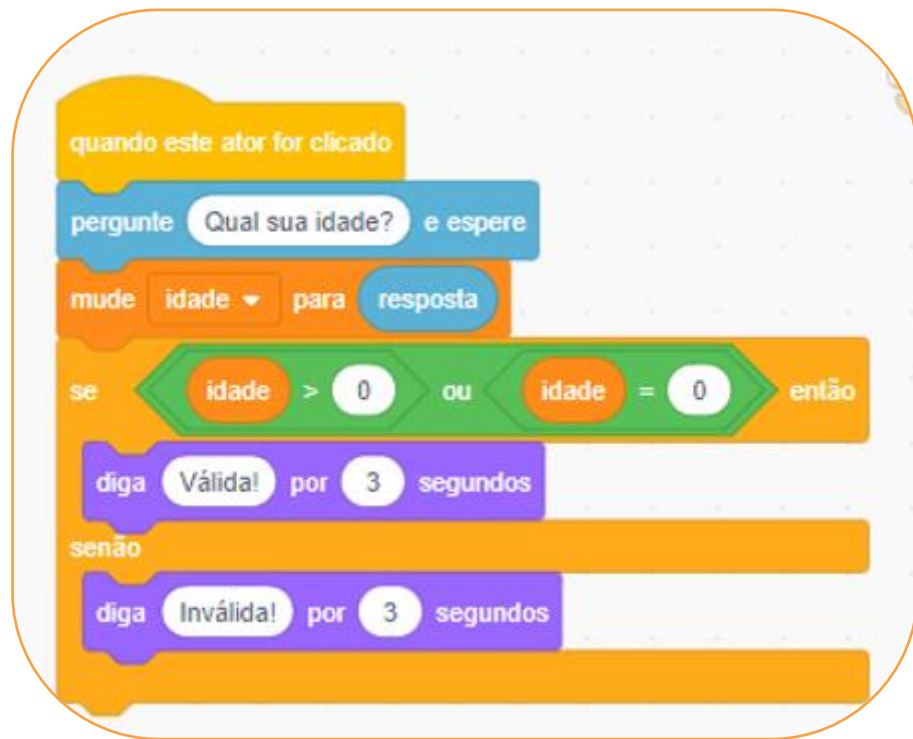 quando este ator for clicado
pergunte Qual sua idade? e espere
mude idade para resposta
se idade > 0 ou idade = 0 então
diga Válida! por 3 segundos
senão
diga Inválida! por 3 segundos